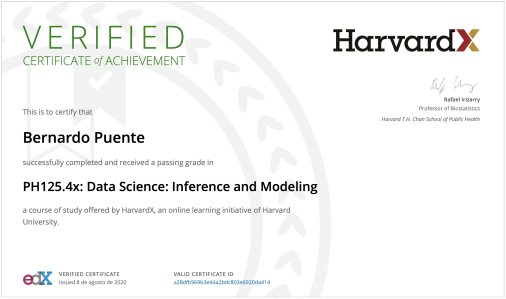 VERIFIED
CERTIFICATE of ACHIEVEMENT
HarvardX
Rafael Irizarry
Professor of Biostatistics
Harvard T.H. Chan School of Public Health
This is to certify that
Bernardo Puente
successfully completed and received a passing grade in
PH125.4x: Data Science: Inference and Modeling
a course of study offered by HarvardX, an online learning initiative of Harvard
University.
edX
VERIFIED CERTIFICATE
Issued 8 de agosto de 2020
VALID CERTIFICATE ID
a28dfb969b3e44a2bdc803e6920da414